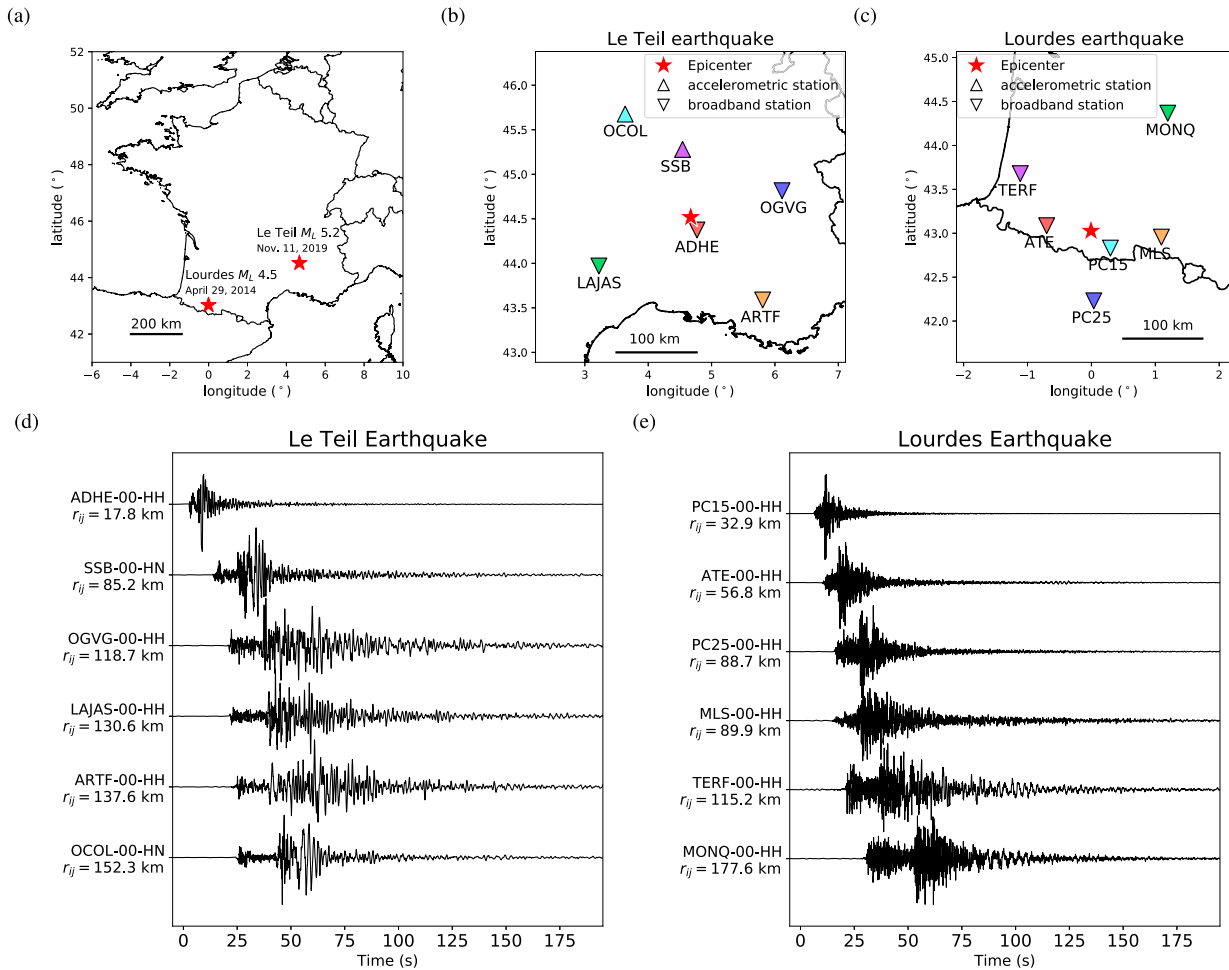 (a)
52
50
48
46
44
42
latitude (°)
Le Teil M_L 5.2
Nov. 11, 2019
Lourdes M_L 4.5
April 29, 2014
200 km
−6 −4 −2 0 2 4 6 8 10
longitude (°)
(b)
Le Teil earthquake
Epicenter
accelerometric station
broadband station
46.0
45.5
45.0
44.5
44.0
43.5
43.0
latitude (°)
OCOL
SSB
OGVG
ADHE
LAJAS
ARTF
100 km
3 4 5 6 7
longitude (°)
(c)
Lourdes earthquake
Epicenter
accelerometric station
broadband station
45.0
44.5
44.0
43.5
43.0
42.5
42.0
latitude (°)
MONQ
TERF
ATE
PC15
MLS
PC25
100 km
−2 −1 0 1 2
longitude (°)
(d)
Le Teil Earthquake
ADHE-00-HH
r_ij = 17.8 km
SSB-00-HN
r_ij = 85.2 km
OGVG-00-HH
r_ij = 118.7 km
LAJAS-00-HH
r_ij = 130.6 km
ARTF-00-HH
r_ij = 137.6 km
OCOL-00-HN
r_ij = 152.3 km
0 25 50 75 100 125 150 175
Time (s)
(e)
Lourdes Earthquake
PC15-00-HH
r_ij = 32.9 km
ATE-00-HH
r_ij = 56.8 km
PC25-00-HH
r_ij = 88.7 km
MLS-00-HH
r_ij = 89.9 km
TERF-00-HH
r_ij = 115.2 km
MONQ-00-HH
r_ij = 177.6 km
0 25 50 75 100 125 150 175
Time (s)